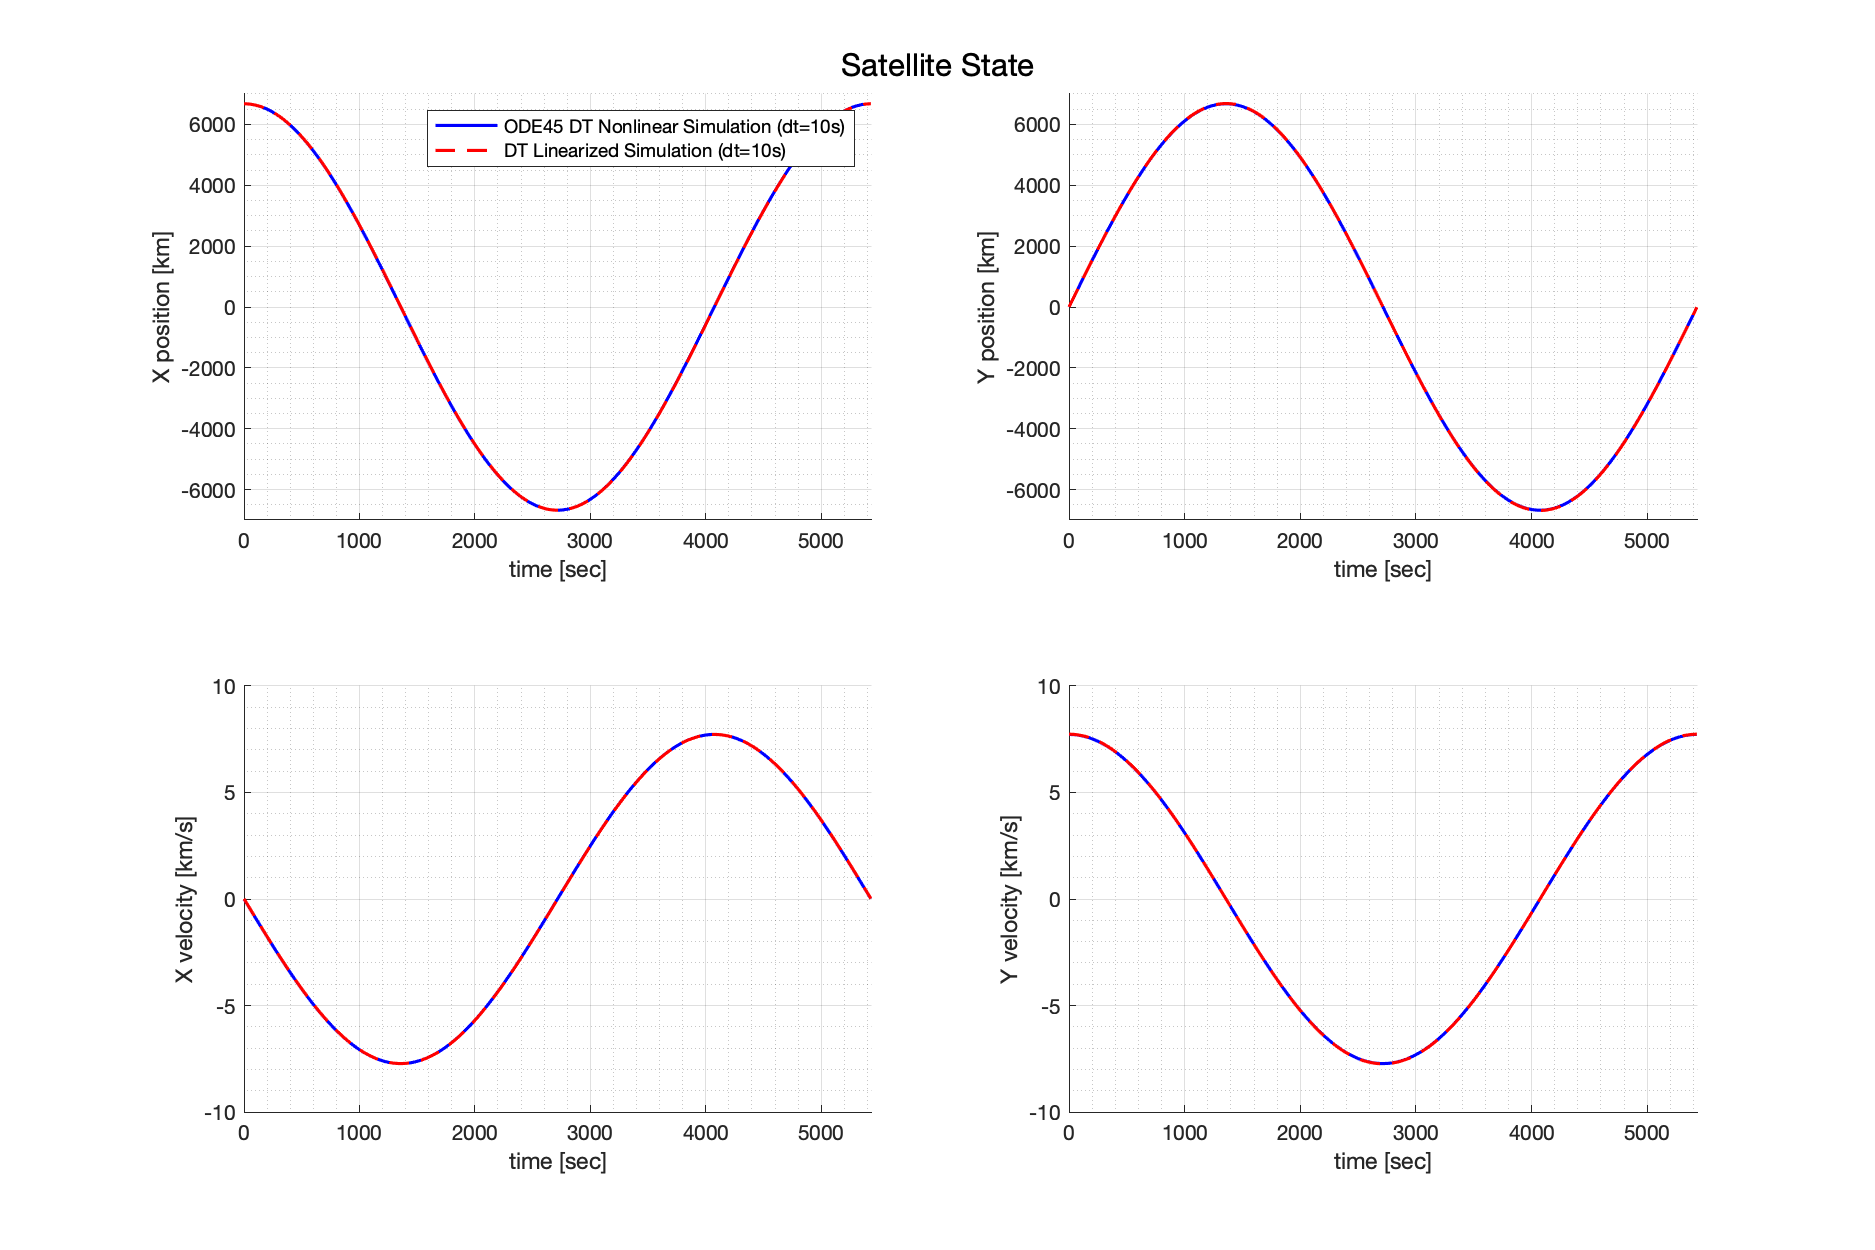 Satellite State
6000
4000
2000
0
-2000
-4000
-6000
X position [km]
ODE45 DT Nonlinear Simulation (dt=10s)
DT Linearized Simulation (dt=10s)
0 1000 2000 3000 4000 5000
time [sec]
6000
4000
2000
0
-2000
-4000
-6000
Y position [km]
0 1000 2000 3000 4000 5000
time [sec]
10
5
0
-5
-10
X velocity [km/s]
0 1000 2000 3000 4000 5000
time [sec]
10
5
0
-5
-10
Y velocity [km/s]
0 1000 2000 3000 4000 5000
time [sec]